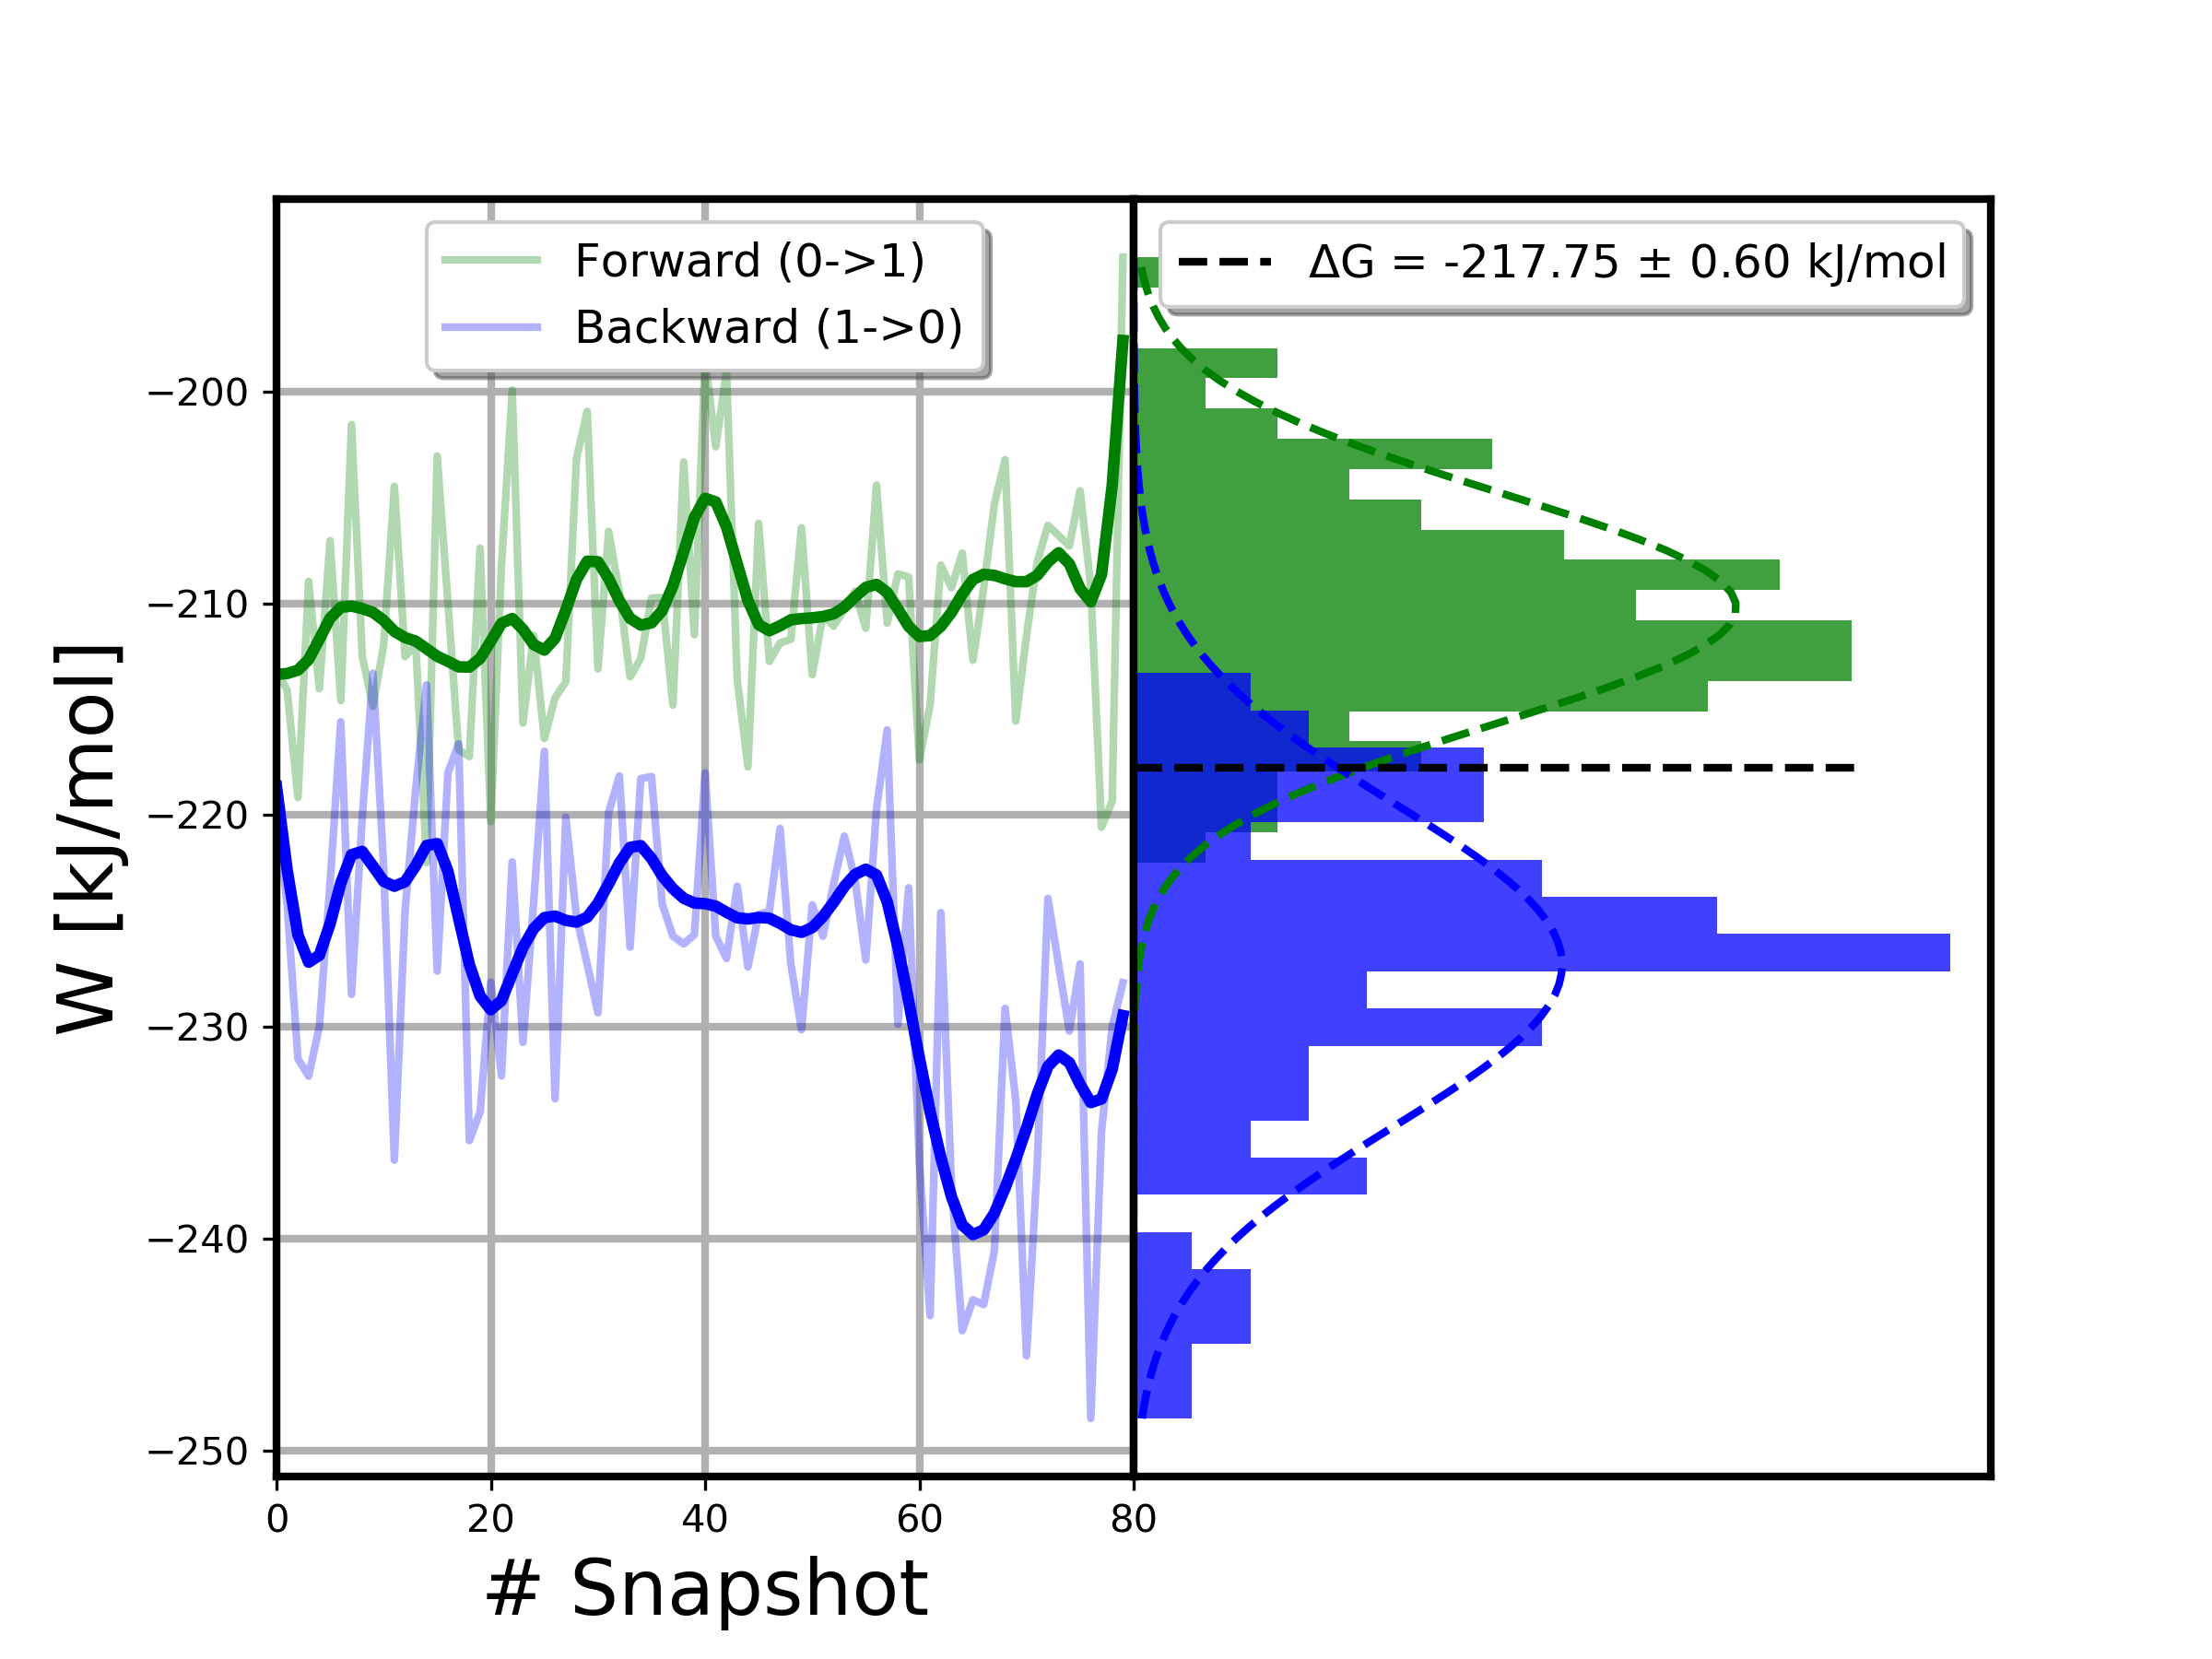 Forward (0->1)
Backward (1->0)
ΔG = -217.75 ± 0.60 kJ/mol
W [kJ/mol]
−200
−210
−220
−230
−240
−250
0 20 40 60 80
# Snapshot